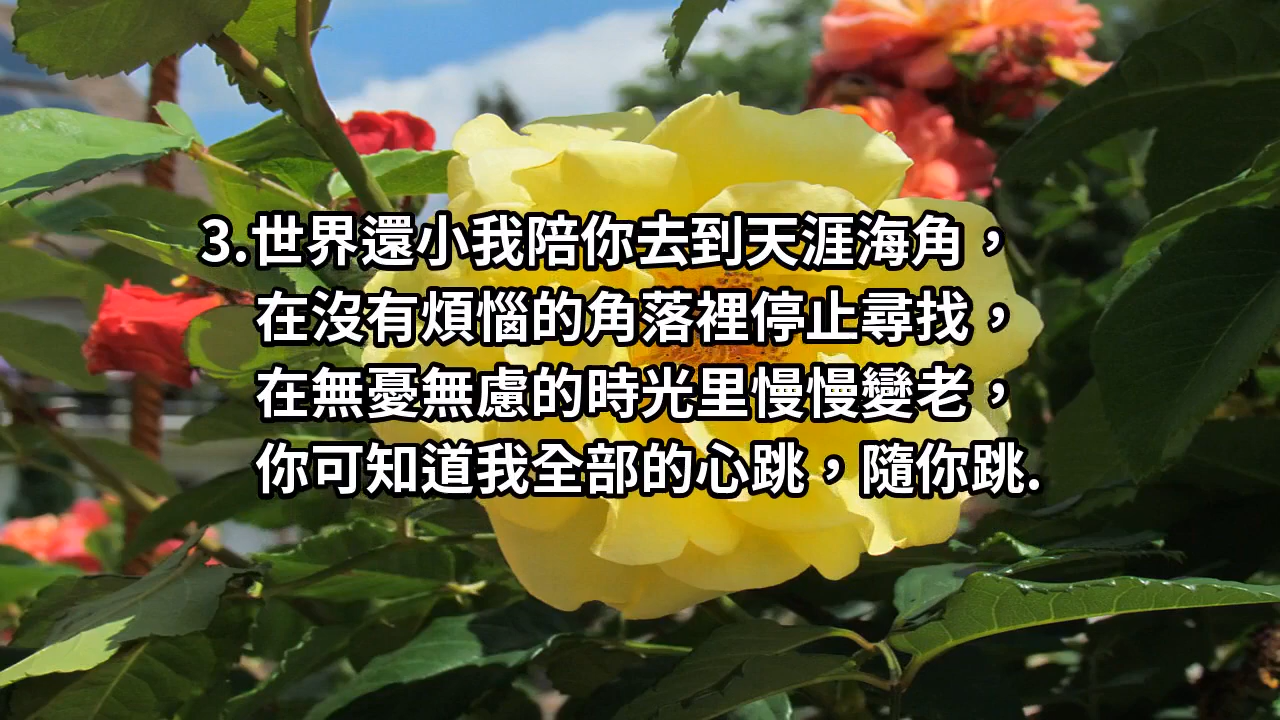 3.世界還小我陪你去到天涯海角，
在沒有煩惱的角落裡停止尋找，
在無憂無慮的時光里慢慢變老，
你可知道我全部的心跳，隨你跳.